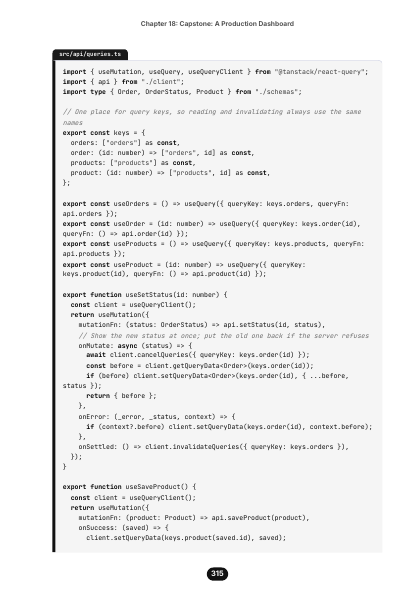 Chapter 18: Capstone: A Production Dashboard
src/api/queries.ts
import { useMutation, useQuery, useQueryClient } from "@tanstack/react-query";
import { api } from "./client";
import type { Order, OrderStatus, Product } from "./schemas";

// One place for query keys, so reading and invalidating always use the same
names
export const keys = {
  orders: ["orders"] as const,
  order: (id: number) => ["orders", id] as const,
  products: ["products"] as const,
  product: (id: number) => ["products", id] as const,
};

export const useOrders = () => useQuery({ queryKey: keys.orders, queryFn:
api.orders });
export const useOrder = (id: number) => useQuery({ queryKey: keys.order(id),
queryFn: () => api.order(id) });
export const useProducts = () => useQuery({ queryKey: keys.products, queryFn:
api.products });
export const useProduct = (id: number) => useQuery({ queryKey:
keys.product(id), queryFn: () => api.product(id) });

export function useSetStatus(id: number) {
  const client = useQueryClient();
  return useMutation({
    mutationFn: (status: OrderStatus) => api.setStatus(id, status),
    // Show the new status at once; put the old one back if the server refuses
    onMutate: async (status) => {
      await client.cancelQueries({ queryKey: keys.order(id) });
      const before = client.getQueryData<Order>(keys.order(id));
      if (before) client.setQueryData<Order>(keys.order(id), { ...before,
status });
      return { before };
    },
    onError: (_error, _status, context) => {
      if (context?.before) client.setQueryData(keys.order(id), context.before);
    },
    onSettled: () => client.invalidateQueries({ queryKey: keys.orders }),
  });
}

export function useSaveProduct() {
  const client = useQueryClient();
  return useMutation({
    mutationFn: (product: Product) => api.saveProduct(product),
    onSuccess: (saved) => {
      client.setQueryData(keys.product(saved.id), saved);
315